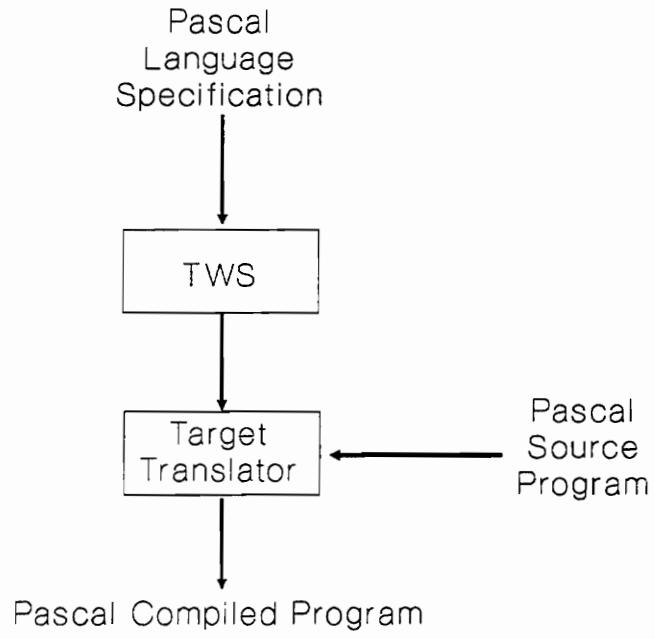 Pascal
Language
Specification
TWS
Target
Translator
Pascal
Source
Program
Pascal Compiled Program